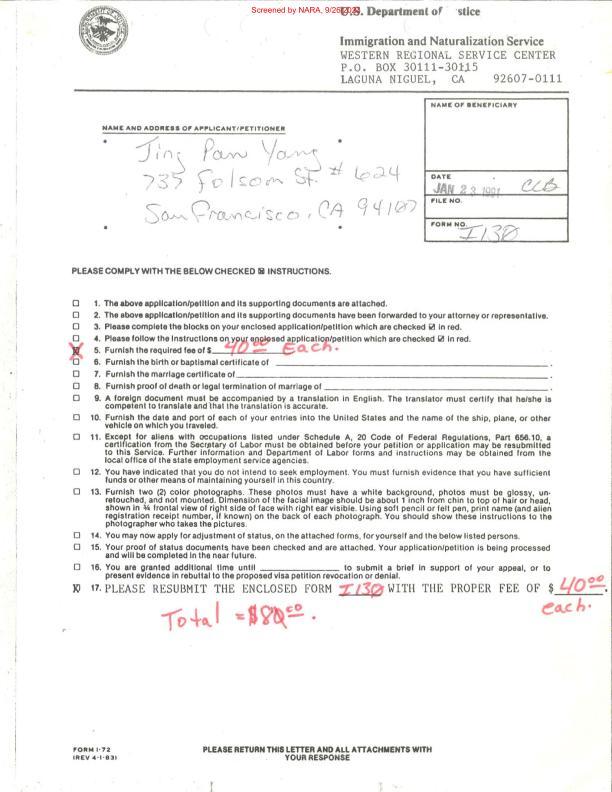 Screened by NARA, 9/26/2023
U.S. Department of Justice
Immigration and Naturalization Service
WESTERN REGIONAL SERVICE CENTER
P.O. BOX 30111-30115
LAGUNA NIGUEL, CA 92607-0111
NAME OF BENEFICIARY
NAME AND ADDRESS OF APPLICANT/PETITIONER
Jing Pan Yang
735 Folsom St. # 624
San Francisco, CA 94107
DATE
JAN 23 1991 CLB
FILE NO.
FORM NO.
I130
PLEASE COMPLY WITH THE BELOW CHECKED ☒ INSTRUCTIONS.
☐ 1. The above application/petition and its supporting documents are attached.
☐ 2. The above application/petition and its supporting documents have been forwarded to your attorney or representative.
☐ 3. Please complete the blocks on your enclosed application/petition which are checked ☑ in red.
☐ 4. Please follow the instructions on your enclosed application/petition which are checked ☑ in red.
☒ 5. Furnish the required fee of $ 40⁰⁰ Each.
☐ 6. Furnish the birth or baptismal certificate of ____.
☐ 7. Furnish the marriage certificate of ____.
☐ 8. Furnish proof of death or legal termination of marriage of ____.
☐ 9. A foreign document must be accompanied by a translation in English. The translator must certify that he/she is
competent to translate and that the translation is accurate.
☐ 10. Furnish the date and port of each of your entries into the United States and the name of the ship, plane, or other
vehicle on which you traveled.
☐ 11. Except for aliens with occupations listed under Schedule A, 20 Code of Federal Regulations, Part 656.10, a
certification from the Secretary of Labor must be obtained before your petition or application may be resubmitted
to this Service. Further information and Department of Labor forms and instructions may be obtained from the
local office of the state employment service agencies.
☐ 12. You have indicated that you do not intend to seek employment. You must furnish evidence that you have sufficient
funds or other means of maintaining yourself in this country.
☐ 13. Furnish two (2) color photographs. These photos must have a white background, photos must be glossy, un-
retouched, and not mounted. Dimension of the facial image should be about 1 inch from chin to top of hair or head,
shown in ¾ frontal view of right side of face with right ear visible. Using soft pencil or felt pen, print name (and alien
registration receipt number, if known) on the back of each photograph. You should show these instructions to the
photographer who takes the pictures.
☐ 14. You may now apply for adjustment of status, on the attached forms, for yourself and the below listed persons.
☐ 15. Your proof of status documents have been checked and are attached. Your application/petition is being processed
and will be completed in the near future.
☐ 16. You are granted additional time until ____ to submit a brief in support of your appeal, or to
present evidence in rebuttal to the proposed visa petition revocation or denial.
☒ 17. PLEASE RESUBMIT THE ENCLOSED FORM I130 WITH THE PROPER FEE OF $ 40⁰⁰.
each.
Total = $80⁰⁰.
FORM I-72
(REV 4-1-83)
PLEASE RETURN THIS LETTER AND ALL ATTACHMENTS WITH
YOUR RESPONSE